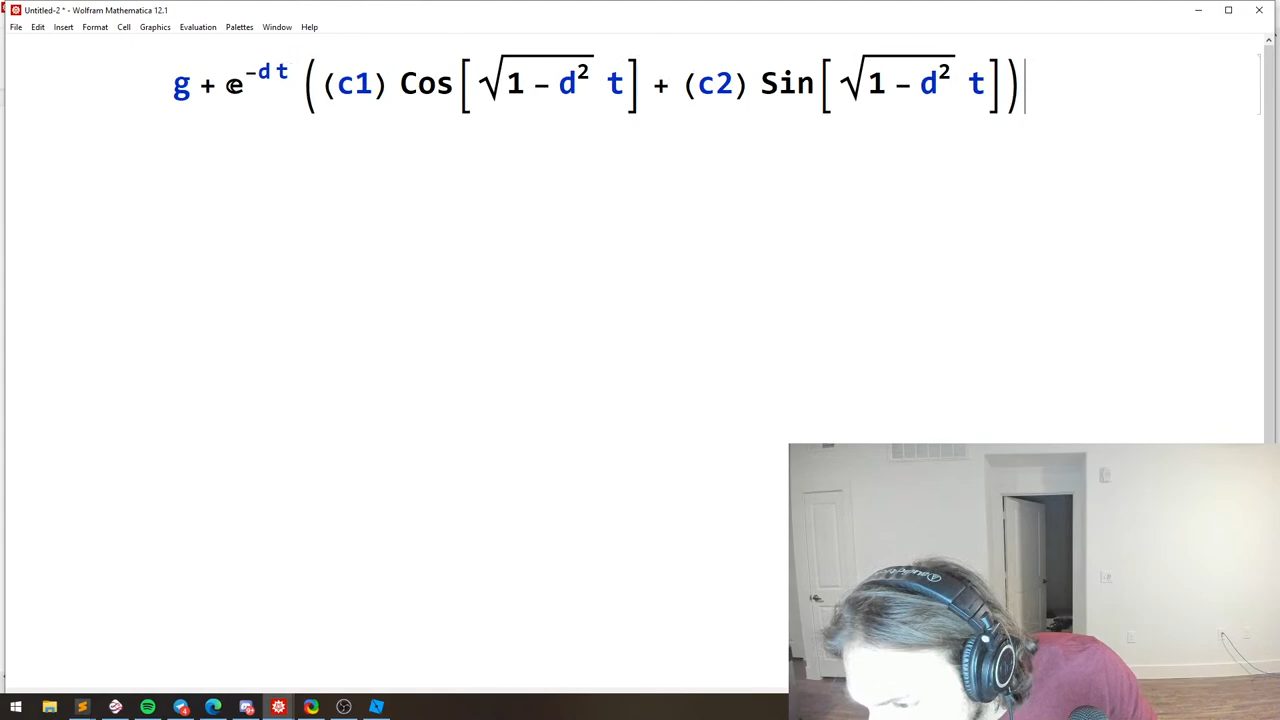 Untitled-2 * - Wolfram Mathematica 12.1
File Edit Insert Format Cell Graphics Evaluation Palettes Window Help
g + ⅇ^(-d t) ((c1) Cos[√(1 - d²) t] + (c2) Sin[√(1 - d²) t])